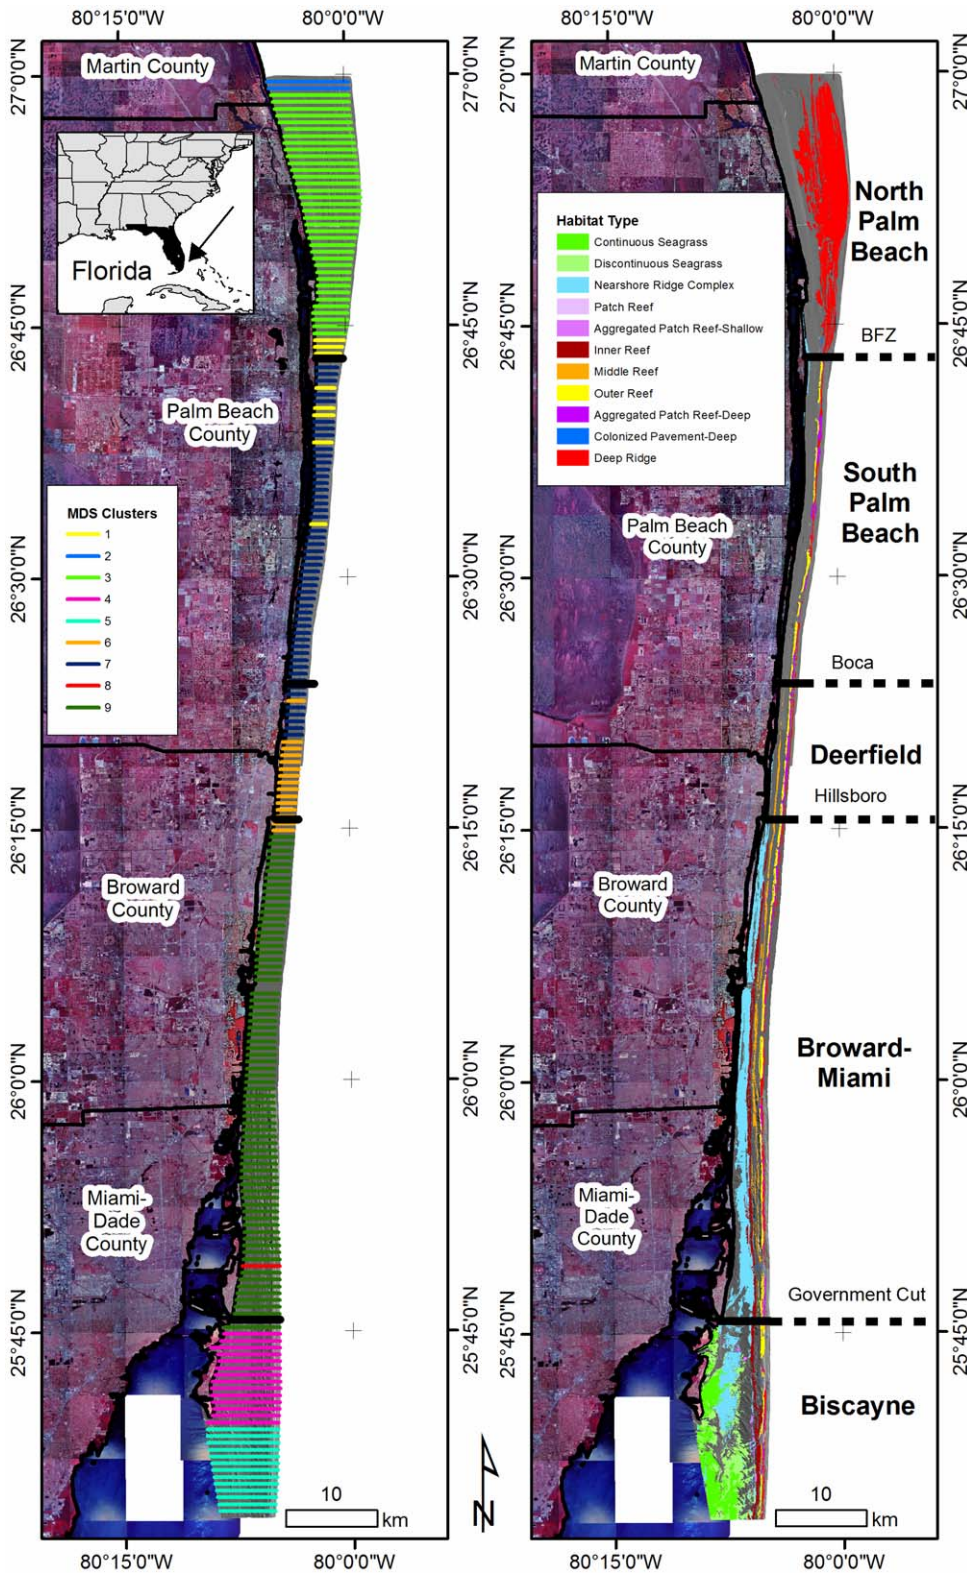 80°15'0"W
80°0'0"W
80°15'0"W
80°0'0"W
27°0'0"N
26°45'0"N
26°30'0"N
26°15'0"N
26°0'0"N
25°45'0"N
Martin County
Florida
Palm Beach
County
MDS Clusters
1
2
3
4
5
6
7
8
9
Broward
County
Miami-
Dade
County
10
km
80°15'0"W
80°0'0"W
27°0'0"N
26°45'0"N
26°30'0"N
26°15'0"N
26°0'0"N
25°45'0"N
N
27°0'0"N
26°45'0"N
26°30'0"N
26°15'0"N
26°0'0"N
25°45'0"N
Martin County
Habitat Type
Continuous Seagrass
Discontinuous Seagrass
Nearshore Ridge Complex
Patch Reef
Aggregated Patch Reef-Shallow
Inner Reef
Middle Reef
Outer Reef
Aggregated Patch Reef-Deep
Colonized Pavement-Deep
Deep Ridge
Palm Beach
County
Broward
County
Miami-
Dade
County
North
Palm
Beach
BFZ
South
Palm
Beach
Boca
Deerfield
Hillsboro
Broward-
Miami
Government Cut
Biscayne
10
km
80°15'0"W
80°0'0"W
27°0'0"N
26°45'0"N
26°30'0"N
26°15'0"N
26°0'0"N
25°45'0"N